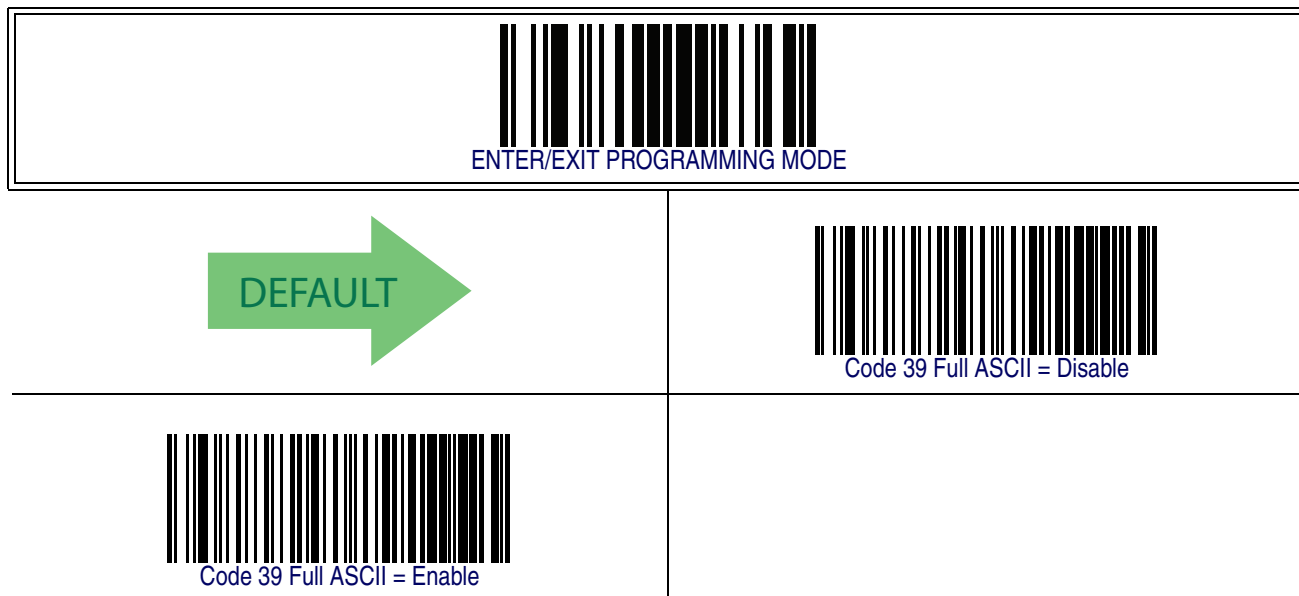 ENTER/EXIT PROGRAMMING MODE
DEFAULT
Code 39 Full ASCII = Disable
Code 39 Full ASCII = Enable